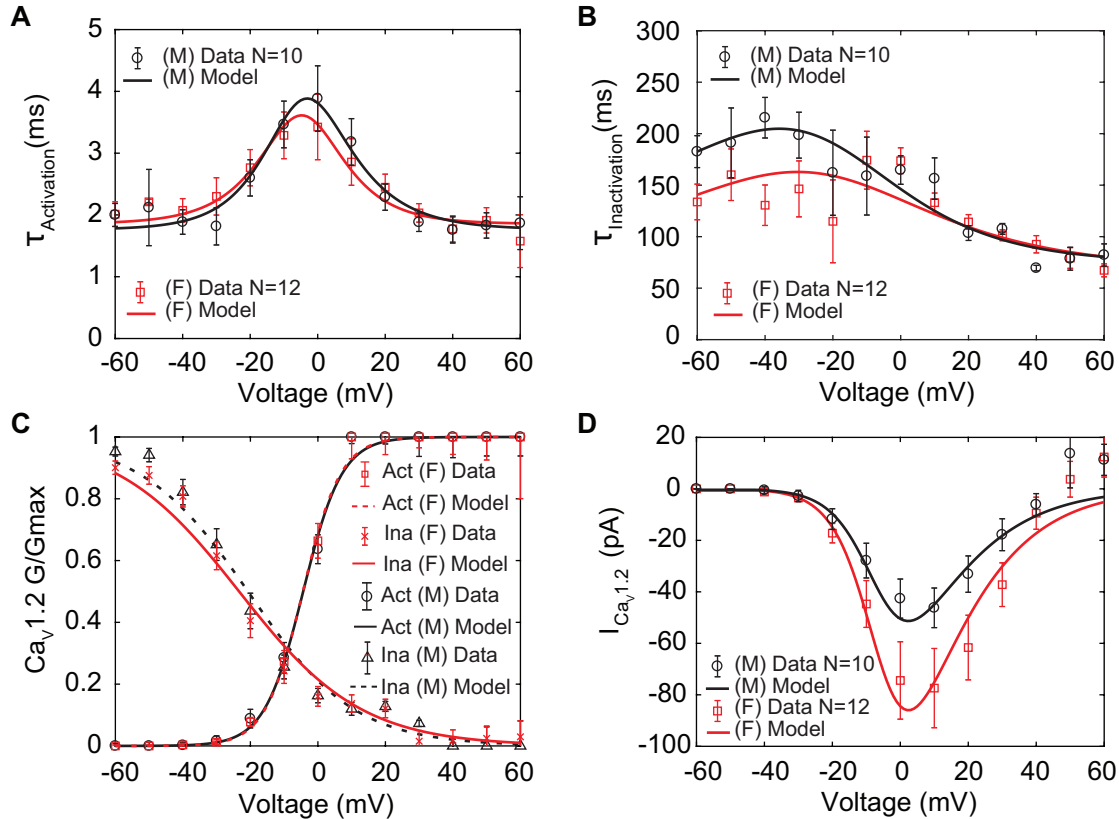 A
5
4
3
2
1
0
τActivation(ms)
(M) Data N=10
(M) Model
(F) Data N=12
(F) Model
-60 -40 -20 0 20 40 60
Voltage (mV)
B
300
250
200
150
100
50
0
τInactivation(ms)
(M) Data N=10
(M) Model
(F) Data N=12
(F) Model
-60 -40 -20 0 20 40 60
Voltage (mV)
C
1
0.8
0.6
0.4
0.2
0
CaV1.2 G/Gmax
Act (F) Data
Act (F) Model
Ina (F) Data
Ina (F) Model
Act (M) Data
Act (M) Model
Ina (M) Data
Ina (M) Model
-60 -40 -20 0 20 40 60
Voltage (mV)
D
20
0
-20
-40
-60
-80
-100
ICaV1.2 (pA)
(M) Data N=10
(M) Model
(F) Data N=12
(F) Model
-60 -40 -20 0 20 40 60
Voltage (mV)